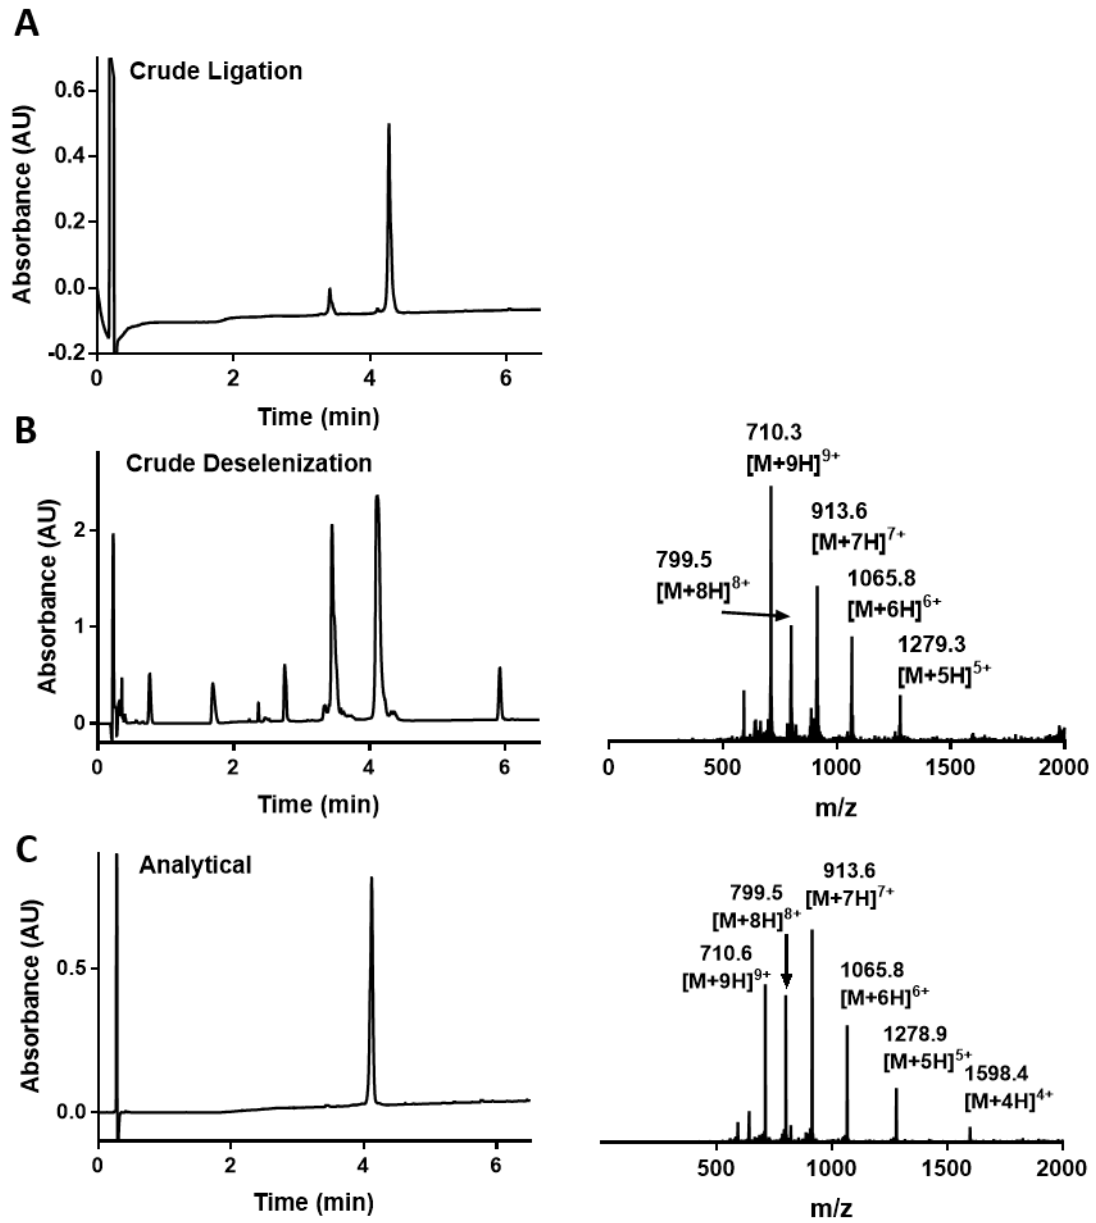 A
Crude Ligation
Absorbance (AU)
0.6
0.4
0.2
0.0
-0.2
0 2 4 6
Time (min)
B
Crude Deselenization
Absorbance (AU)
2
1
0
0 2 4 6
Time (min)
710.3
[M+9H]9+
913.6
[M+7H]7+
799.5
[M+8H]8+
1065.8
[M+6H]6+
1279.3
[M+5H]5+
0 500 1000 1500 2000
m/z
C
Analytical
Absorbance (AU)
0.5
0.0
0 2 4 6
Time (min)
913.6
[M+7H]7+
799.5
[M+8H]8+
710.6
[M+9H]9+
1065.8
[M+6H]6+
1278.9
[M+5H]5+
1598.4
[M+4H]4+
500 1000 1500 2000
m/z